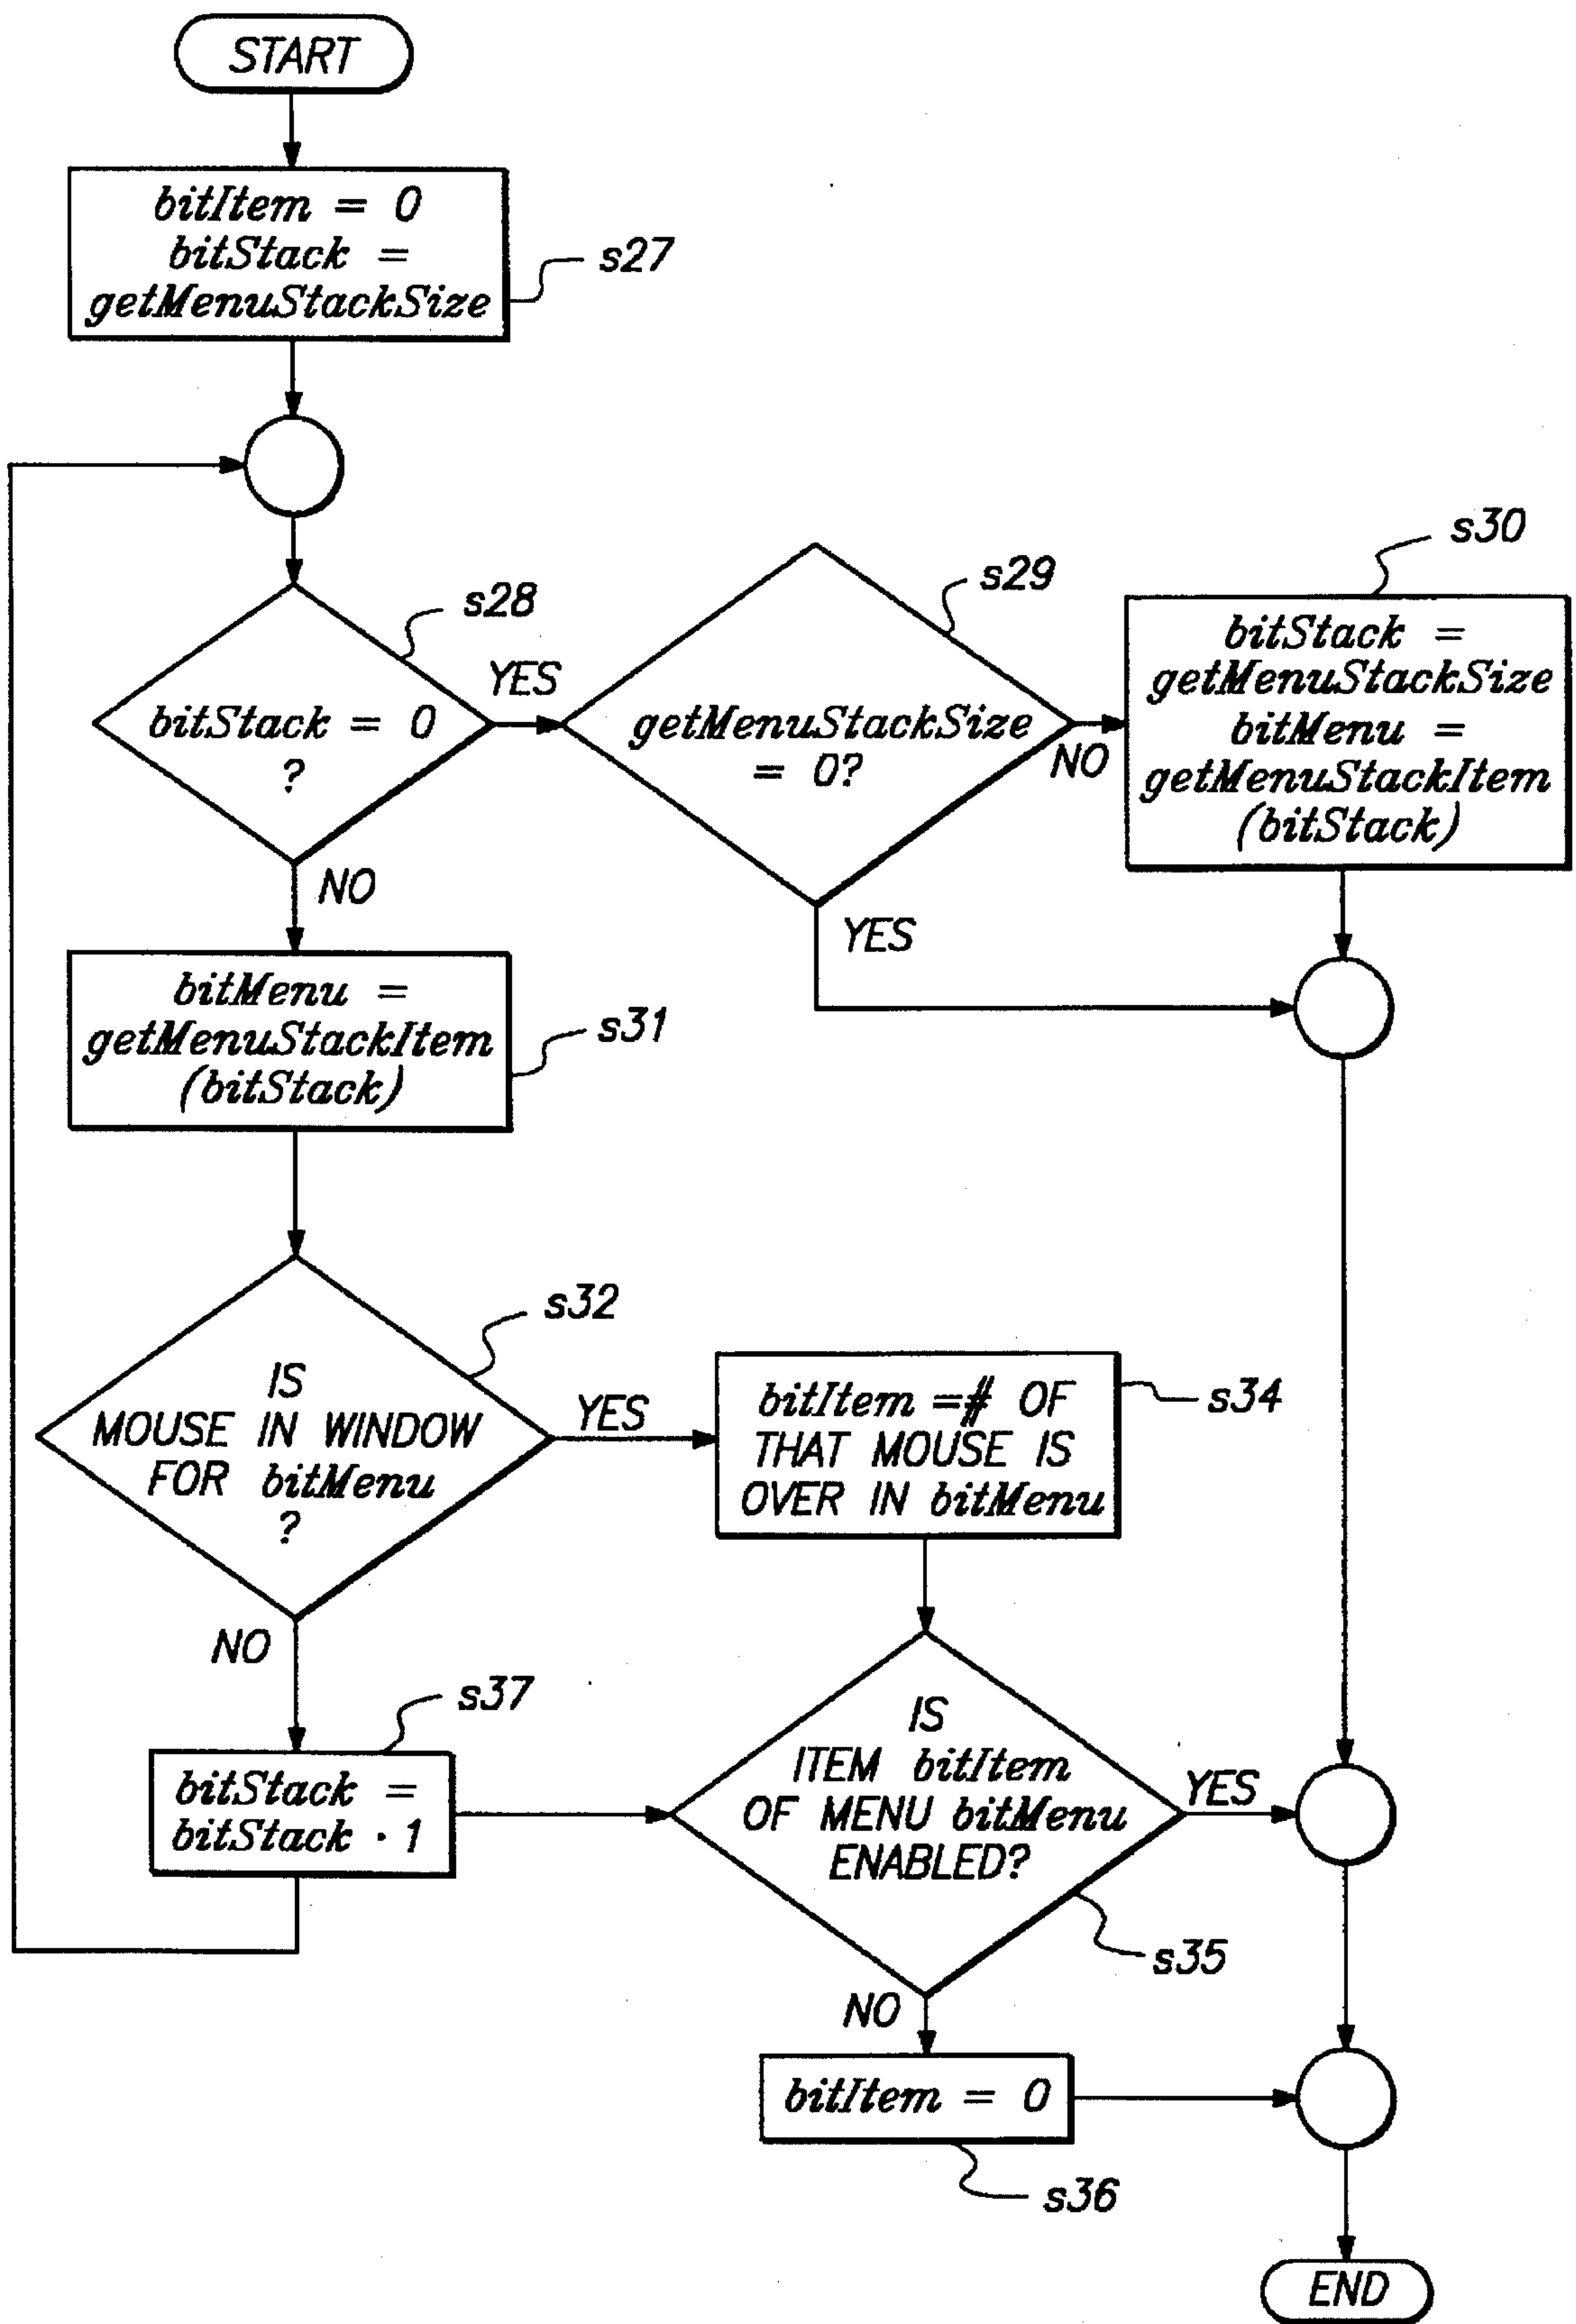 START
bitItem = 0
bitStack =
getMenuStackSize
s27
s28
bitStack = 0
?
YES
NO
s29
getMenuStackSize
= 0?
NO
YES
s30
bitStack =
getMenuStackSize
bitMenu =
getMenuStackItem
(bitStack)
bitMenu =
getMenuStackItem
(bitStack)
s31
s32
IS
MOUSE IN WINDOW
FOR bitMenu
?
YES
NO
bitItem =# OF
THAT MOUSE IS
OVER IN bitMenu
s34
s37
bitStack =
bitStack · 1
IS
ITEM bitItem
OF MENU bitMenu
ENABLED?
YES
s35
NO
bitItem = 0
s36
END